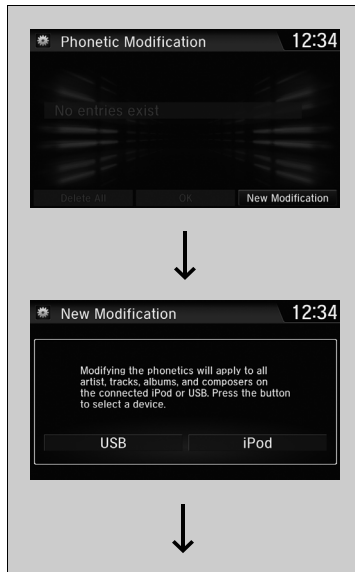 Phonetic Modification 12:34
No entries exist
Delete All OK New Modification
New Modification 12:34
Modifying the phonetics will apply to all
artist, tracks, albums, and composers on
the connected iPod or USB. Press the button
to select a device.
USB iPod